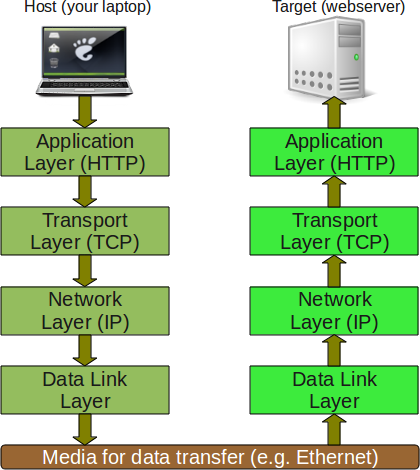 Host (your laptop)
Target (webserver)
Application
Layer (HTTP)
Application
Layer (HTTP)
Transport
Layer (TCP)
Transport
Layer (TCP)
Network
Layer (IP)
Network
Layer (IP)
Data Link
Layer
Data Link
Layer
Media for data transfer (e.g. Ethernet)